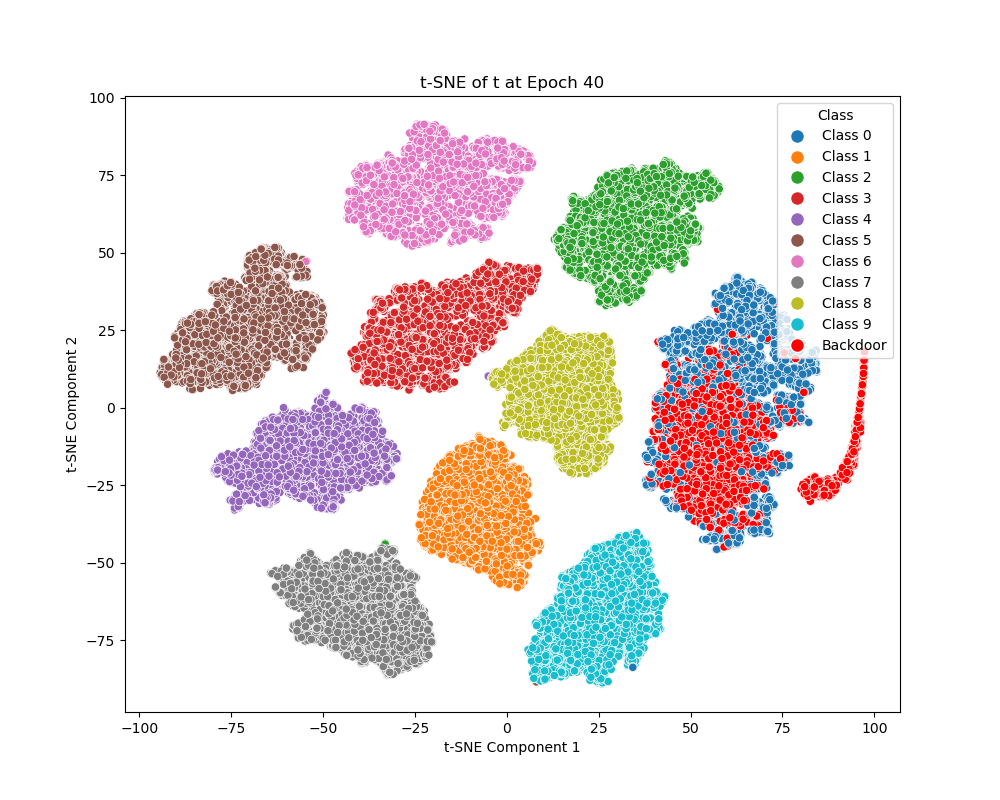 t-SNE of t at Epoch 40
Class
Class 0
Class 1
Class 2
Class 3
Class 4
Class 5
Class 6
Class 7
Class 8
Class 9
Backdoor
100
75
50
25
0
−25
−50
−75
t-SNE Component 2
−100
−75
−50
−25
0
25
50
75
100
t-SNE Component 1